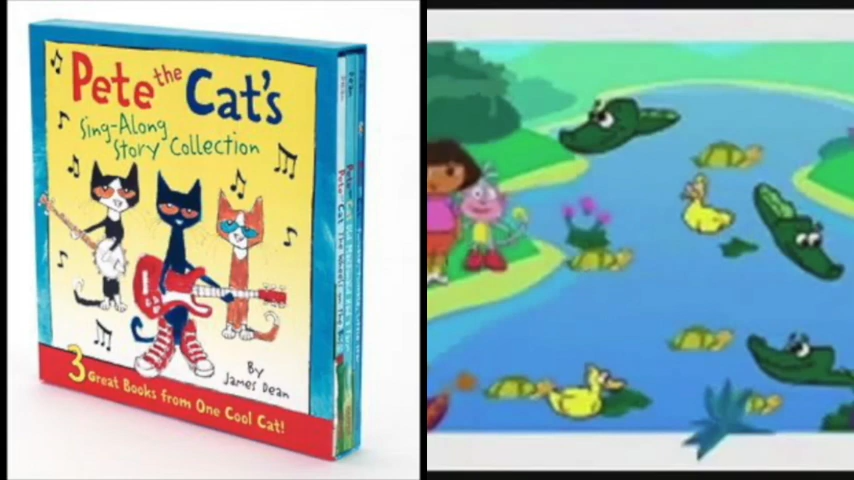 Pete the
Cat's
Sing-Along
Story Collection
By
James Dean
3 Great Books from One Cool Cat!